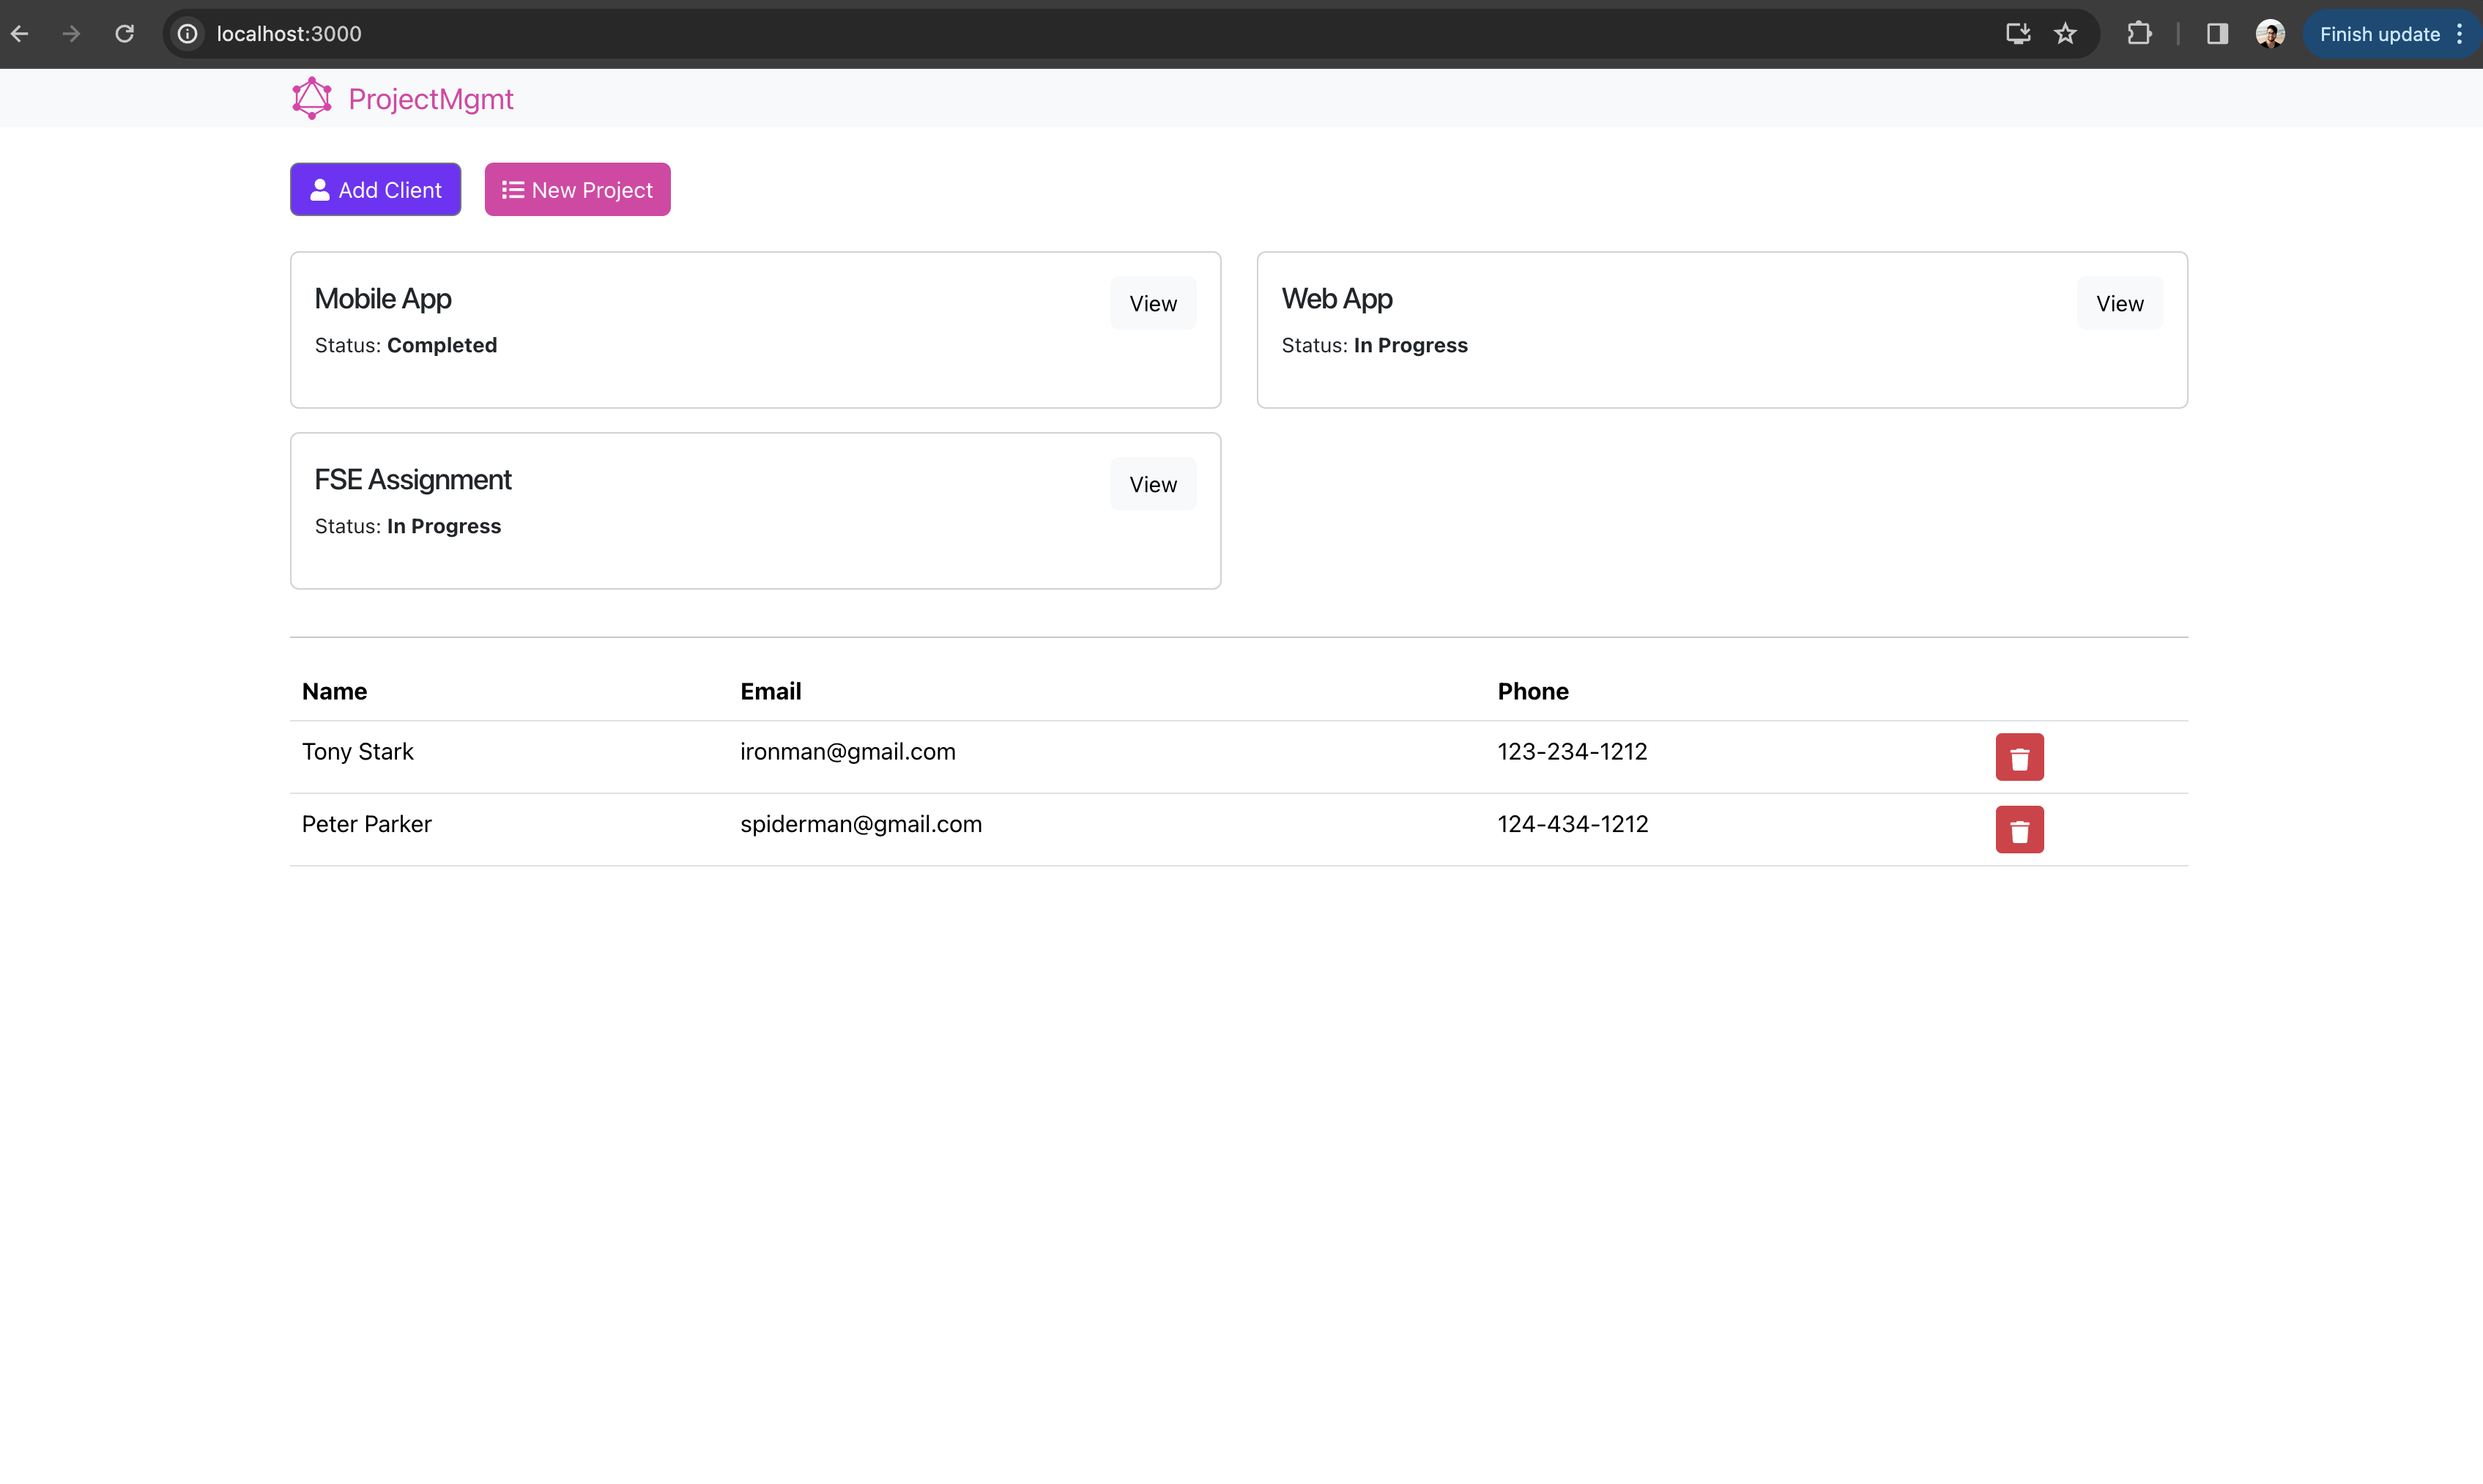 localhost:3000
Finish update
ProjectMgmt
Add Client
New Project
Mobile App
View
Status: Completed
Web App
View
Status: In Progress
FSE Assignment
View
Status: In Progress
Name Email Phone
Tony Stark ironman@gmail.com 123-234-1212
Peter Parker spiderman@gmail.com 124-434-1212